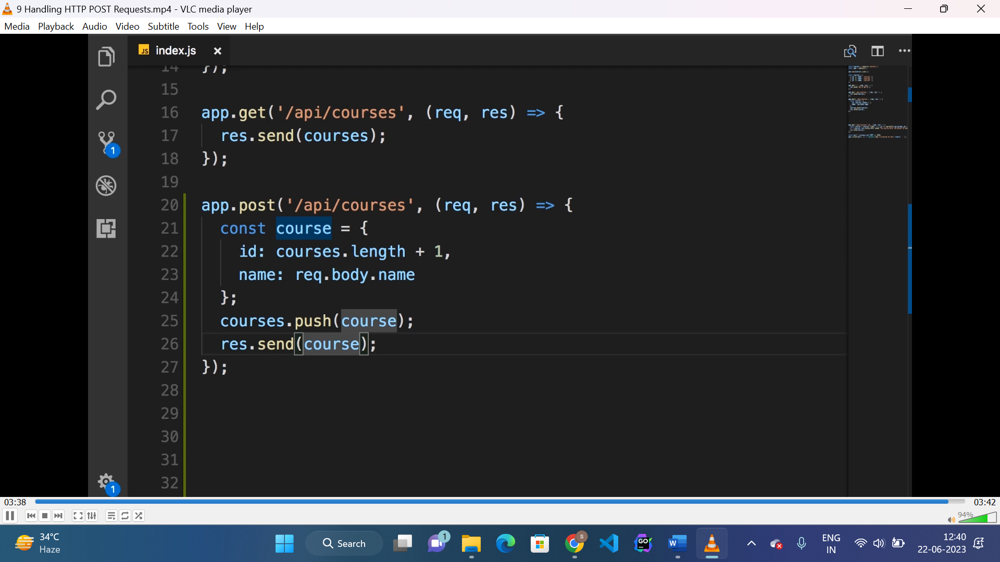 9 Handling HTTP POST Requests.mp4 - VLC media player
Media Playback Audio Video Subtitle Tools View Help
JS index.js
14 });
15
16 app.get('/api/courses', (req, res) => {
17 res.send(courses);
18 });
19
20 app.post('/api/courses', (req, res) => {
21 const course = {
22 id: courses.length + 1,
23 name: req.body.name
24 };
25 courses.push(course);
26 res.send(course);
27 });
28
29
30
31
32
1
1
03:38 03:42
94%
34°C
Haze
Search
1
S
GO
W
ENG
IN
12:40
22-06-2023